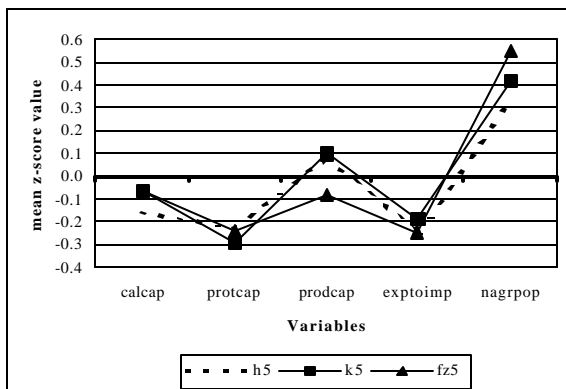 0.6
0.5
0.4
0.3
0.2
0.1
0.0
-0.1
-0.2
-0.3
-0.4
mean z-score value
calcap protcap prodcap exptoimp nagrpop
Variables
h5 k5 fz5